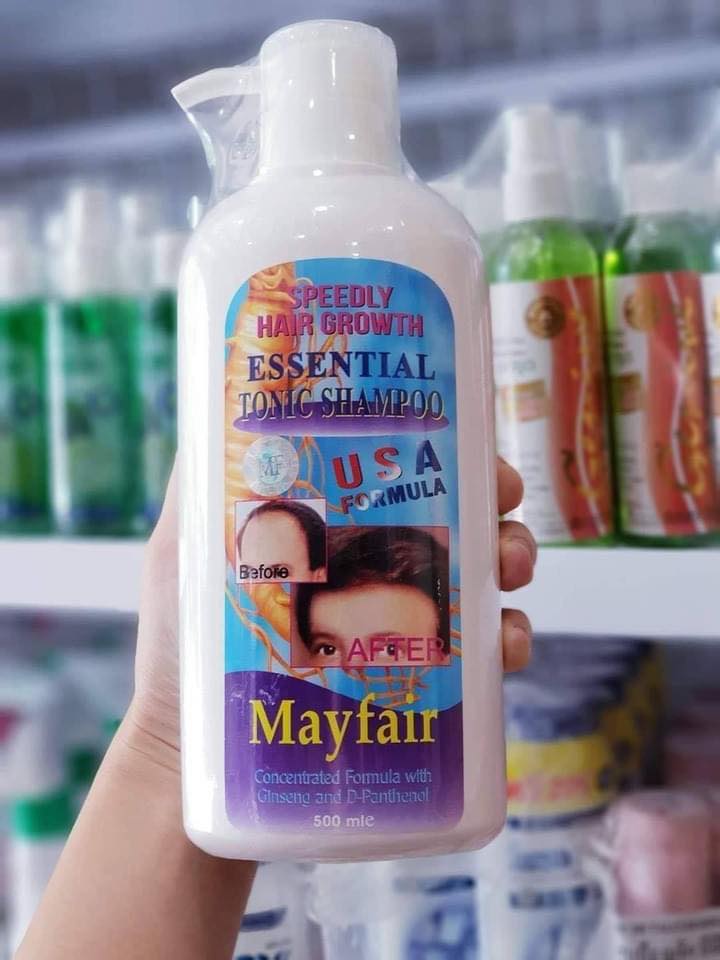 SPEEDLY
HAIR GROWTH
ESSENTIAL
TONIC SHAMPOO
MF
USA
FORMULA
Before
AFTER
Mayfair
Concentrated Formula with
Ginseng and D-Panthenol
500 mle